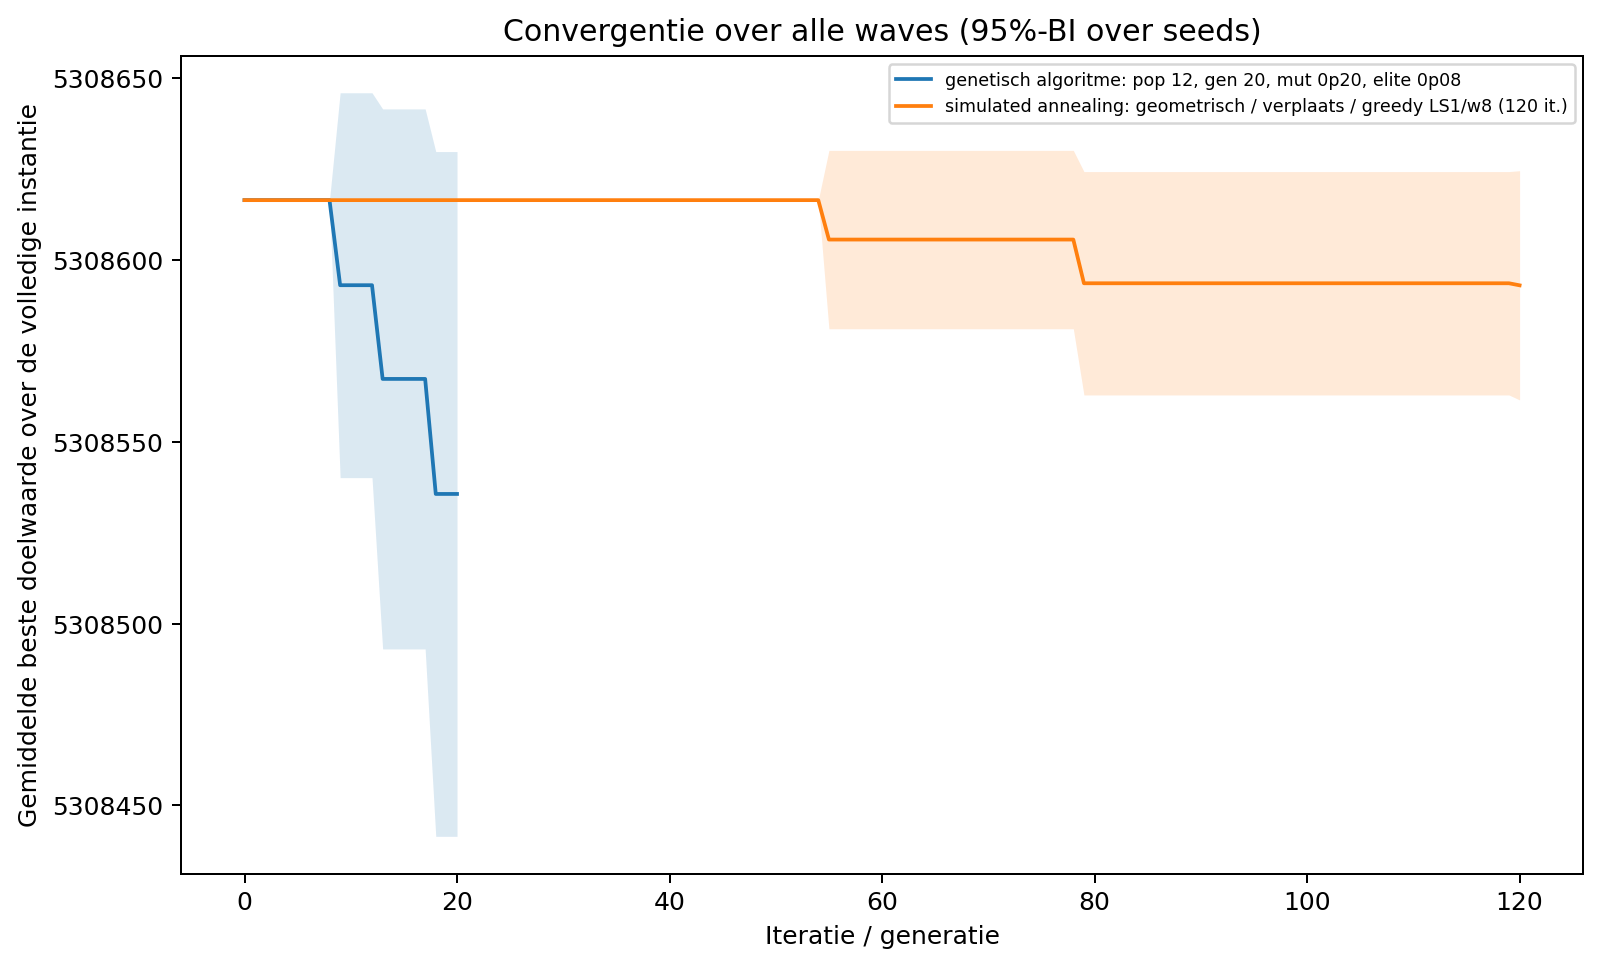 Convergentie over alle waves (95%-BI over seeds)
genetisch algoritme: pop 12, gen 20, mut 0p20, elite 0p08
simulated annealing: geometrisch / verplaats / greedy LS1/w8 (120 it.)
Gemiddelde beste doelwaarde over de volledige instantie
5308650
5308600
5308550
5308500
5308450
0 20 40 60 80 100 120
Iteratie / generatie